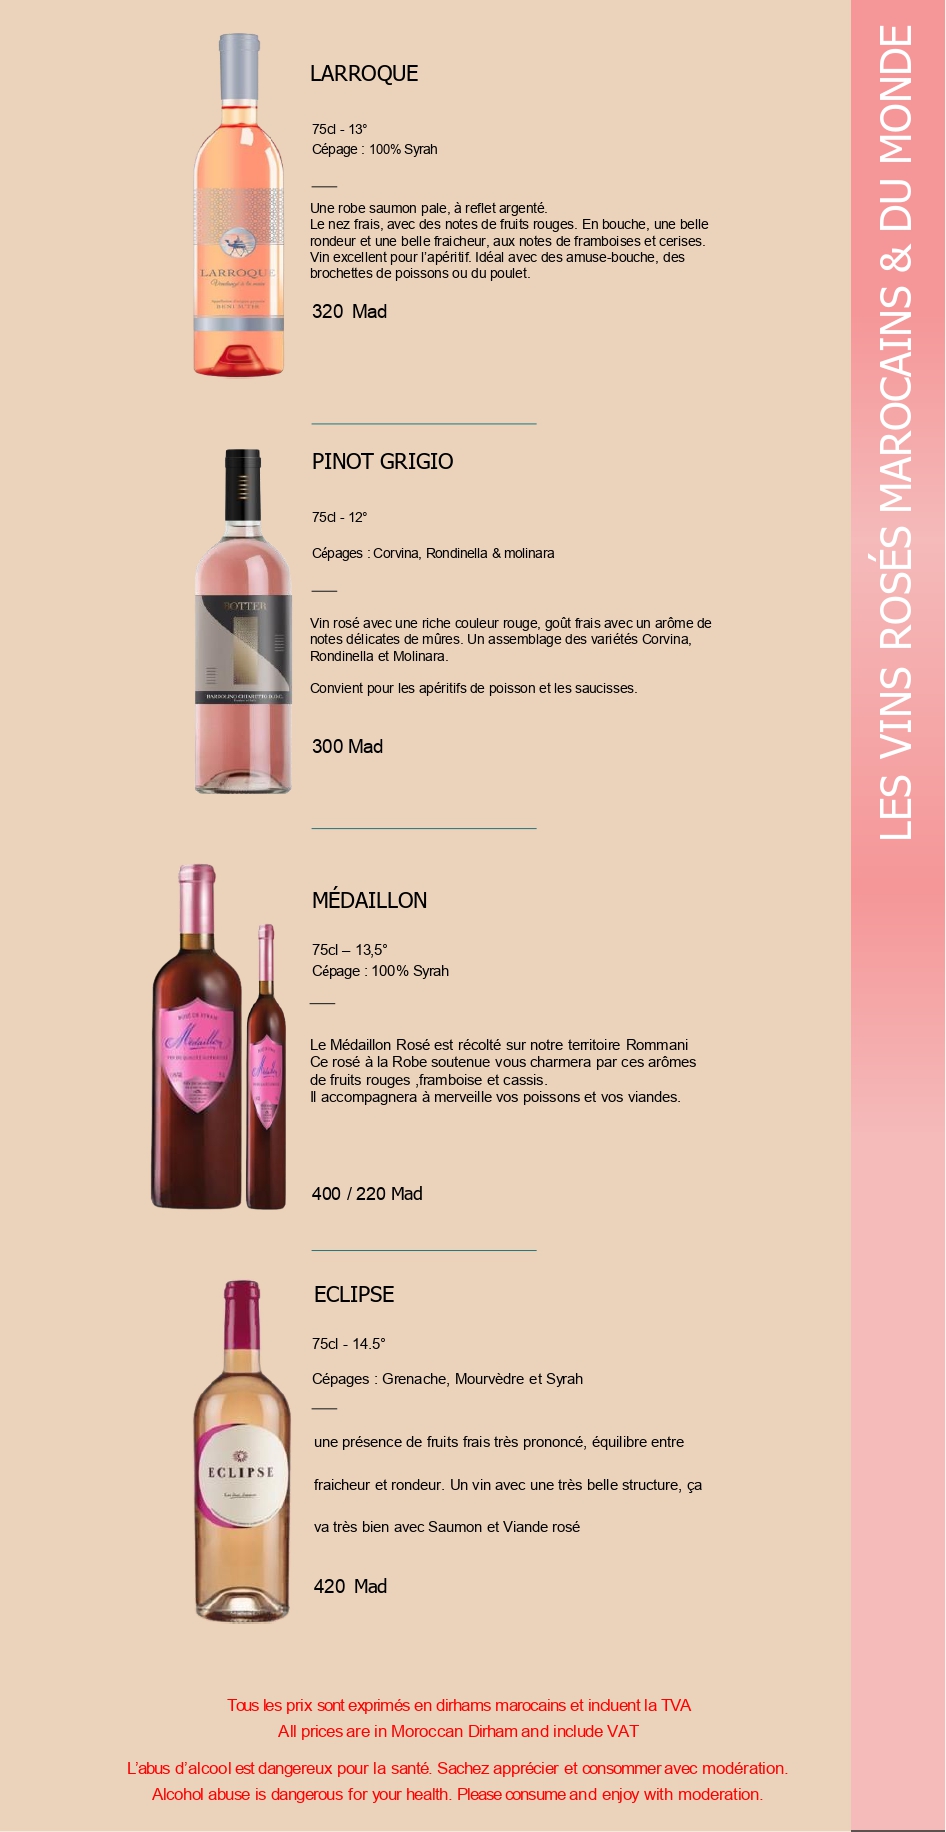 LES VINS ROSÉS MAROCAINS & DU MONDE
LARROQUE
75cl - 13°
Cépage : 100% Syrah
Une robe saumon pale, à reflet argenté.
Le nez frais, avec des notes de fruits rouges. En bouche, une belle
rondeur et une belle fraicheur, aux notes de framboises et cerises.
Vin excellent pour l'apéritif. Idéal avec des amuse-bouche, des
brochettes de poissons ou du poulet.
320 Mad
LARROQUE
PINOT GRIGIO
75cl - 12°
Cépages : Corvina, Rondinella & molinara
Vin rosé avec une riche couleur rouge, goût frais avec un arôme de
notes délicates de mûres. Un assemblage des variétés Corvina,
Rondinella et Molinara.
Convient pour les apéritifs de poisson et les saucisses.
300 Mad
BOTTER
BARDOLINO CHIARETTO D.O.C.
MÉDAILLON
75cl – 13,5°
Cépage : 100% Syrah
Le Médaillon Rosé est récolté sur notre territoire Rommani
Ce rosé à la Robe soutenue vous charmera par ces arômes
de fruits rouges ,framboise et cassis.
Il accompagnera à merveille vos poissons et vos viandes.
400 / 220 Mad
Médaillon
ECLIPSE
75cl - 14.5°
Cépages : Grenache, Mourvèdre et Syrah
une présence de fruits frais très prononcé, équilibre entre
fraicheur et rondeur. Un vin avec une très belle structure, ça
va très bien avec Saumon et Viande rosé
420 Mad
ECLIPSE
Tous les prix sont exprimés en dirhams marocains et incluent la TVA
All prices are in Moroccan Dirham and include VAT
L'abus d'alcool est dangereux pour la santé. Sachez apprécier et consommer avec modération.
Alcohol abuse is dangerous for your health. Please consume and enjoy with moderation.